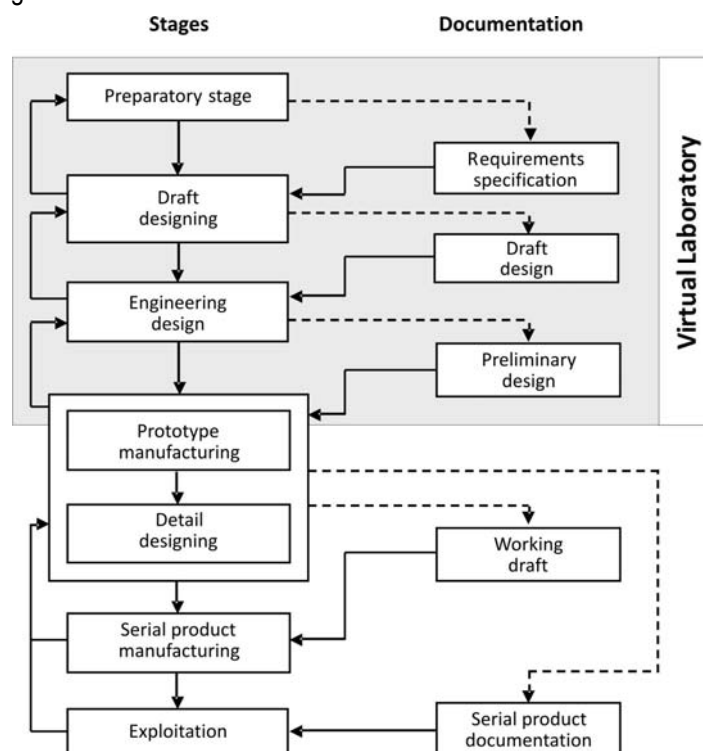 Stages
Documentation
Preparatory stage
Requirements
specification
Draft
designing
Draft
design
Engineering
design
Preliminary
design
Virtual Laboratory
Prototype
manufacturing
Detail
designing
Working
draft
Serial product
manufacturing
Exploitation
Serial product
documentation